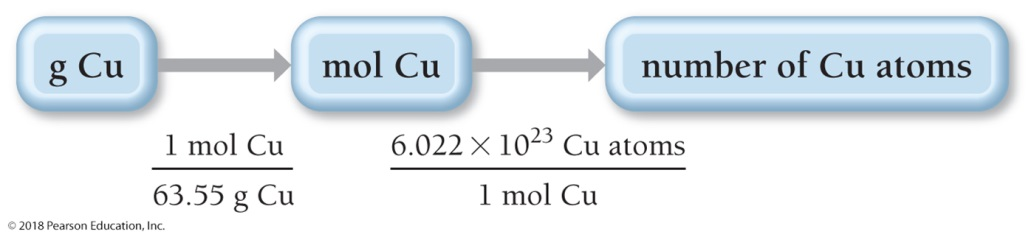 g Cu
mol Cu
number of Cu atoms
1 mol Cu
63.55 g Cu
6.022 × 10²³ Cu atoms
1 mol Cu
© 2018 Pearson Education, Inc.